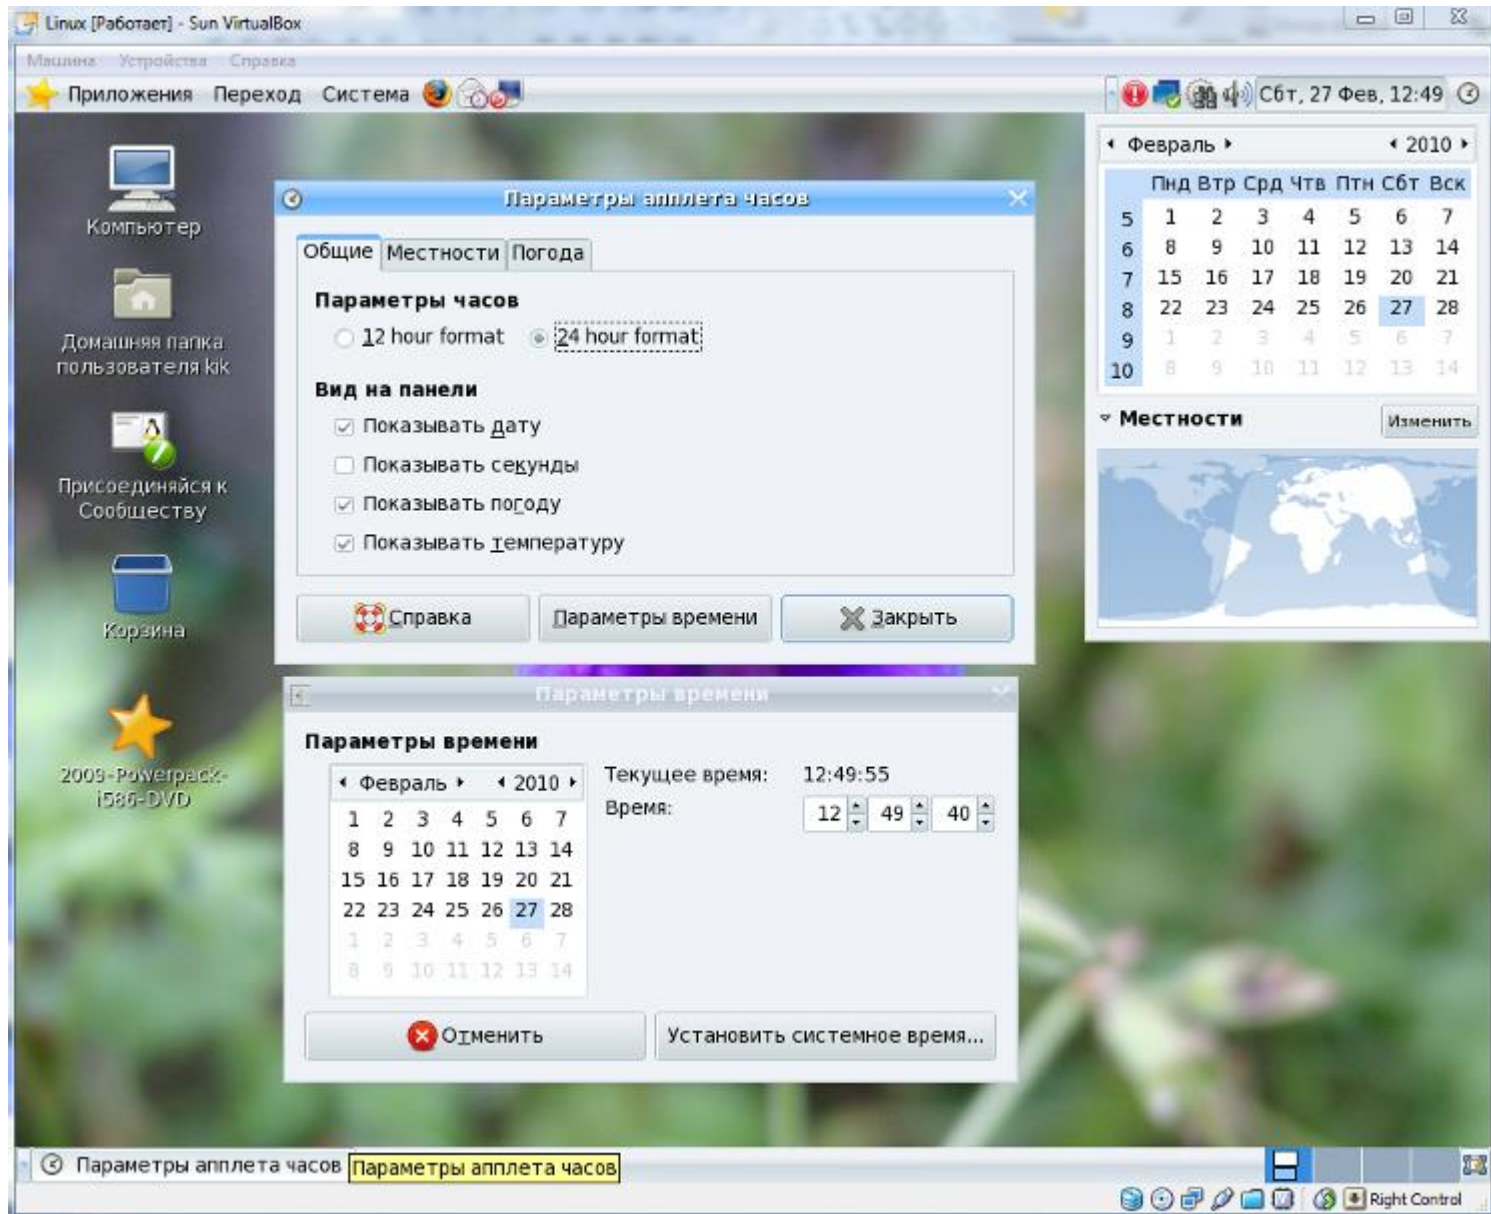 Linux [Работает] - Sun VirtualBox
Машина Устройства Справка
Приложения Переход Система
Сбт, 27 Фев, 12:49
Компьютер
Домашняя папка
пользователя kik
Присоединяйся к
Сообществу
Корзина
2009-Powerpack-
i586-DVD
Параметры апплета часов
Общие Местности Погода
Параметры часов
12 hour format 24 hour format
Вид на панели
Показывать дату
Показывать секунды
Показывать погоду
Показывать температуру
Справка Параметры времени Закрыть
Февраль 2010
Пнд Втр Срд Чтв Птн Сбт Вск
5 1 2 3 4 5 6 7
6 8 9 10 11 12 13 14
7 15 16 17 18 19 20 21
8 22 23 24 25 26 27 28
9 1 2 3 4 5 6 7
10 8 9 10 11 12 13 14
Местности Изменить
Параметры времени
Параметры времени
Февраль 2010
1 2 3 4 5 6 7
8 9 10 11 12 13 14
15 16 17 18 19 20 21
22 23 24 25 26 27 28
1 2 3 4 5 6 7
8 9 10 11 12 13 14
Текущее время: 12:49:55
Время: 12 49 40
Отменить Установить системное время...
Параметры апплета часов Параметры апплета часов
Right Control